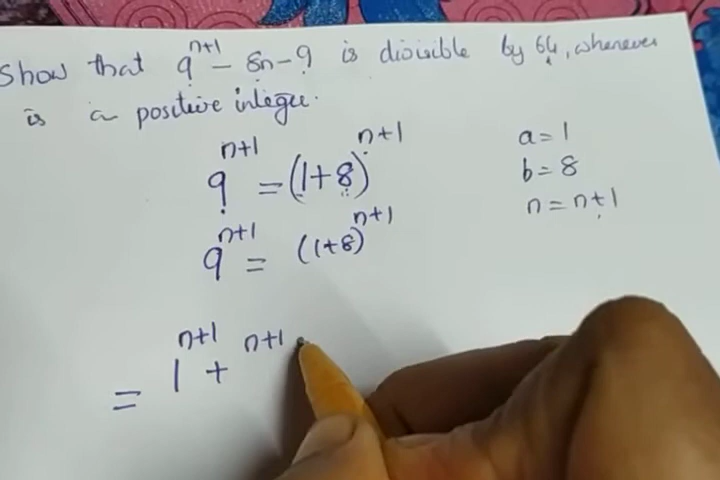 Show that 9^{n+1} - 8n - 9 is divisible by 64, whenever
is a positive integer.
9^{n+1} = (1+8)^{n+1}
a = 1
b = 8
n = n+1
9^{n+1} = (1+8)^{n+1}
= 1^{n+1} + n+1